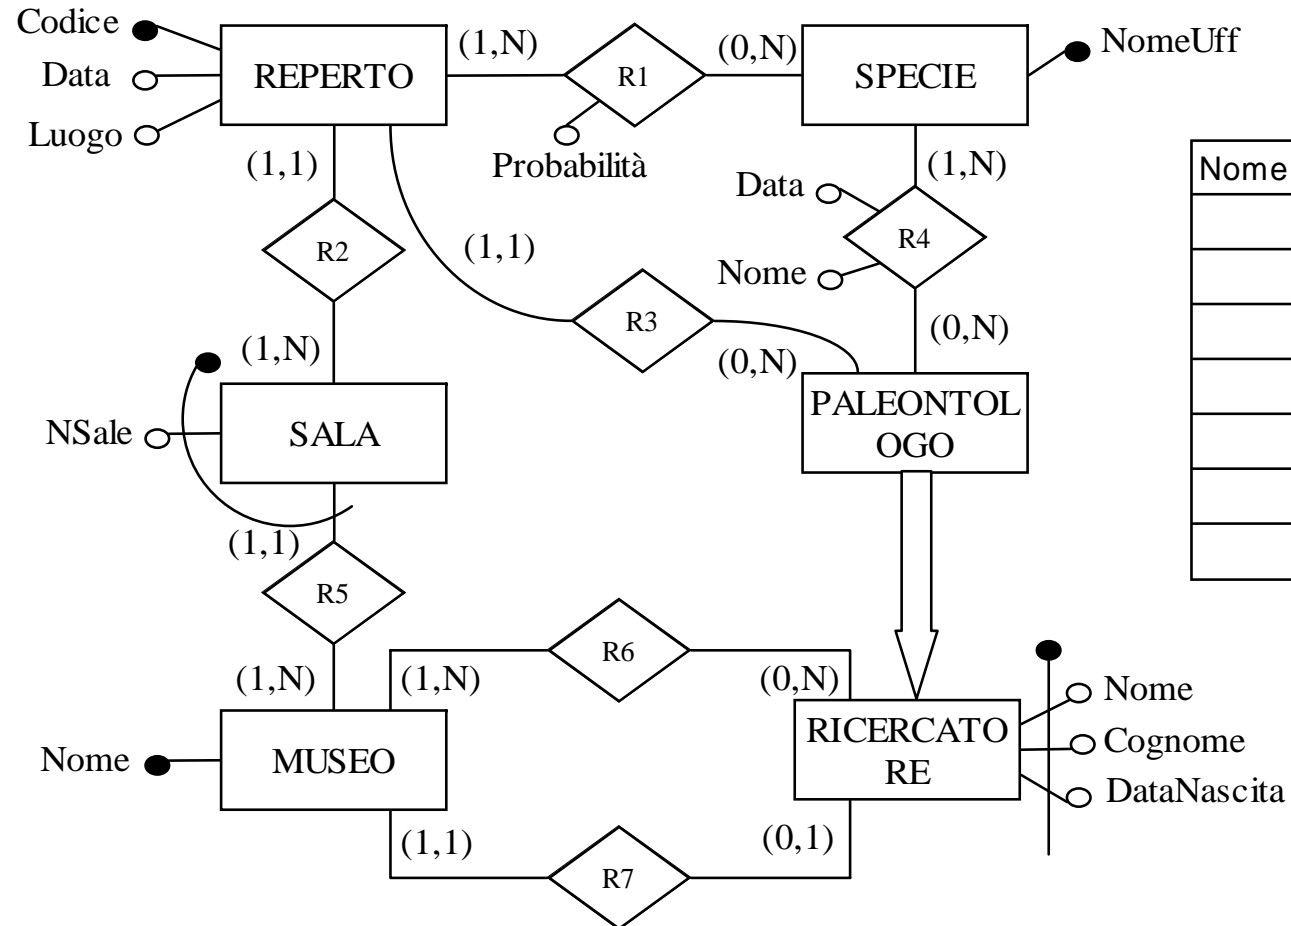 Codice
Data
Luogo
REPERTO
(1,N)
R1
(0,N)
SPECIE
NomeUff
Probabilità
(1,1)
(1,N)
Data
Nome
R2
(1,1)
R4
Nome
R3
(0,N)
(1,N)
(0,N)
NSale
SALA
PALEONTOL
OGO
(1,1)
R5
R6
(1,N)
(1,N)
(0,N)
Nome
MUSEO
RICERCATO
RE
Nome
Cognome
DataNascita
(1,1)
(0,1)
R7